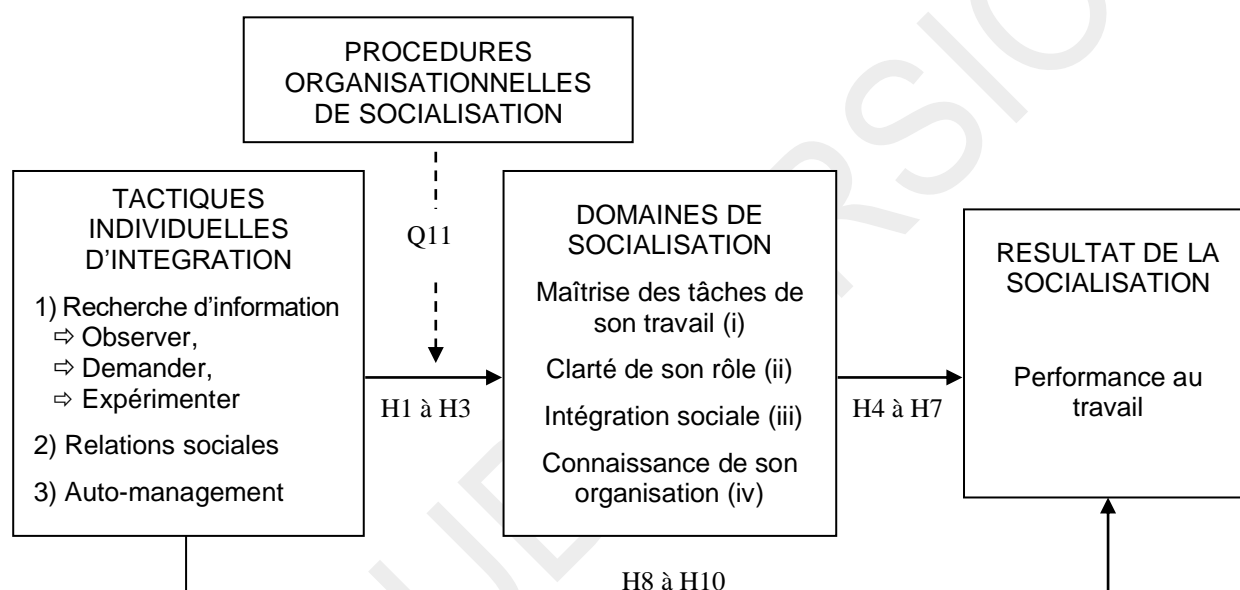 PROCEDURES
ORGANISATIONNELLES
DE SOCIALISATION
TACTIQUES
INDIVIDUELLES
D'INTEGRATION
1) Recherche d'information
⇨ Observer,
⇨ Demander,
⇨ Expérimenter
2) Relations sociales
3) Auto-management
Q11
H1 à H3
DOMAINES DE
SOCIALISATION
Maîtrise des tâches de
son travail (i)
Clarté de son rôle (ii)
Intégration sociale (iii)
Connaissance de son
organisation (iv)
H4 à H7
RESULTAT DE LA
SOCIALISATION
Performance au
travail
H8 à H10